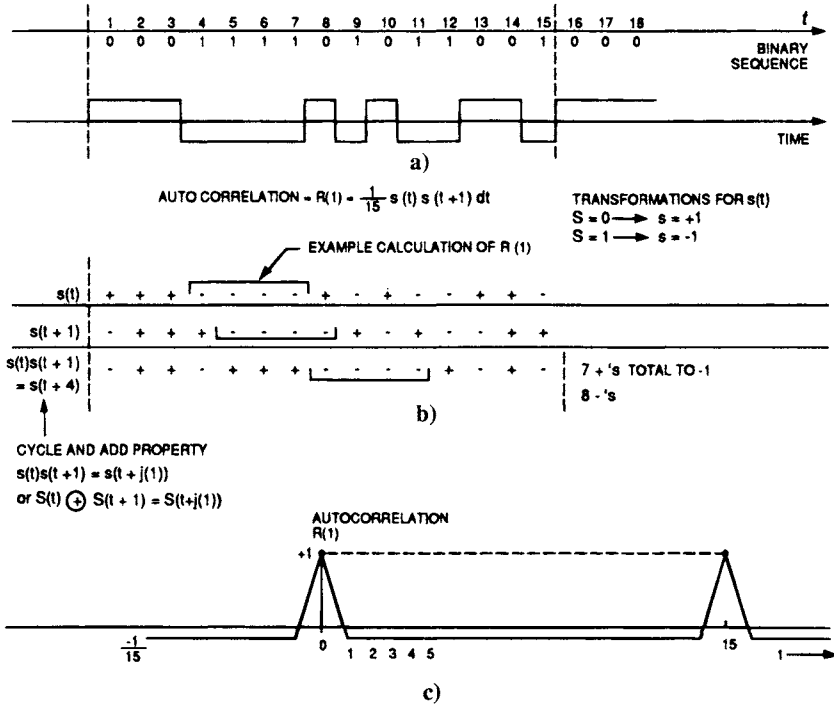 1 2 3 4 5 6 7 8 9 10 11 12 13 14 15 16 17 18 t
0 0 0 1 1 1 1 0 1 0 1 1 0 0 1 0 0 0
BINARY
SEQUENCE
TIME
a)
AUTO CORRELATION = R(1) = 1/15 s (t) s (t +1) dt
TRANSFORMATIONS FOR s(t)
S = 0 → s = +1
S = 1 → s = -1
EXAMPLE CALCULATION OF R (1)
s(t) + + + - - - - + - + - - + + -
s(t + 1) - + + + - - - - + - + - - + +
s(t)s(t + 1) - + + - + + + - - - - + - + -
= s(t + 4)
7 + 's TOTAL TO -1
8 - 's
b)
CYCLE AND ADD PROPERTY
s(t)s(t +1) = s(t + j(1))
or S(t) ⊕ S(t + 1) = S(t+j(1))
AUTOCORRELATION
R(1)
+1
-1/15
0 1 2 3 4 5 15 1
c)